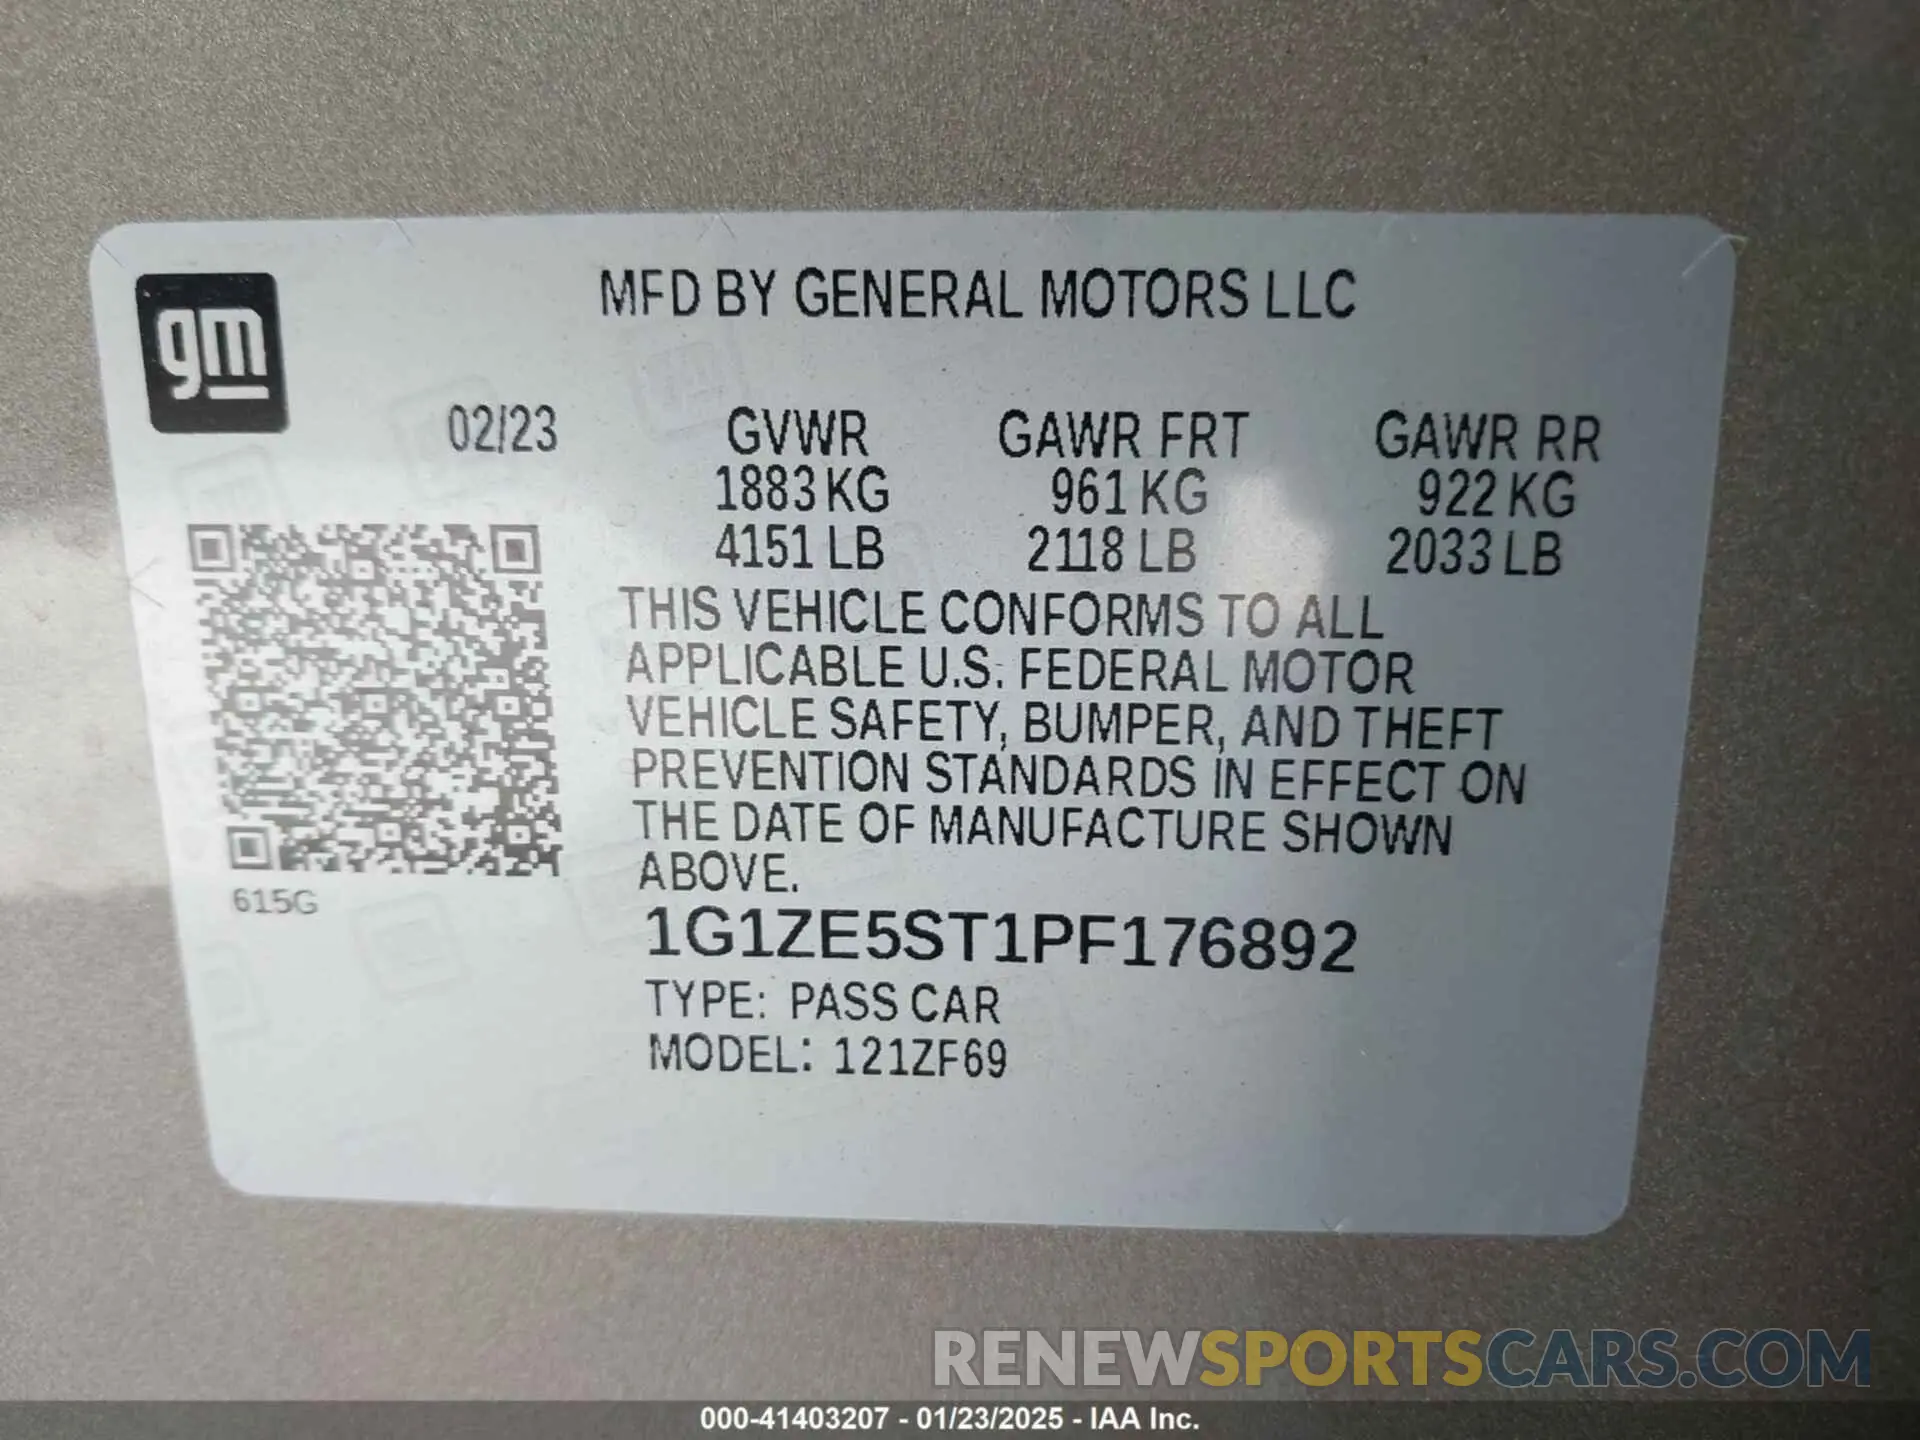 MFD BY GENERAL MOTORS LLC
gm
02/23 GVWR GAWR FRT GAWR RR
1883 KG 961 KG 922 KG
4151 LB 2118 LB 2033 LB
THIS VEHICLE CONFORMS TO ALL
APPLICABLE U.S. FEDERAL MOTOR
VEHICLE SAFETY, BUMPER, AND THEFT
PREVENTION STANDARDS IN EFFECT ON
THE DATE OF MANUFACTURE SHOWN
ABOVE.
615G
1G1ZE5ST1PF176892
TYPE: PASS CAR
MODEL: 121ZF69
RENEWSPORTSCARS.COM
000-41403207 - 01/23/2025 - IAA Inc.